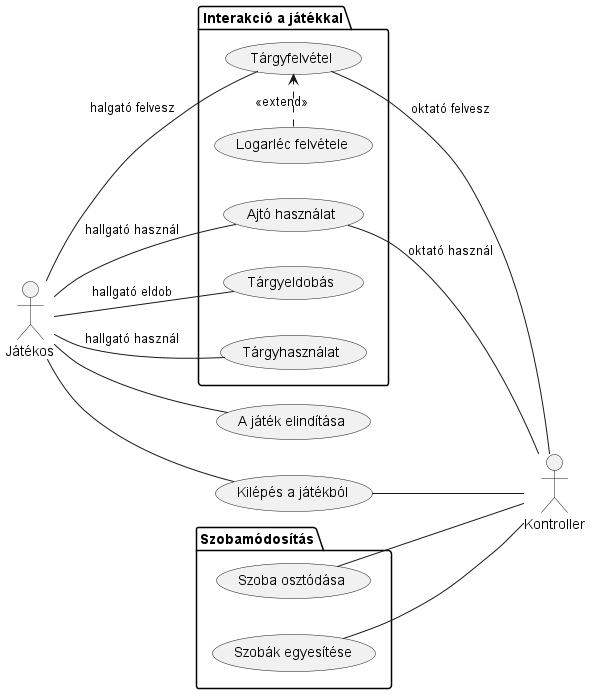 Interakció a játékkal
Tárgyfelvétel
halgató felvesz
«extend»
oktató felvesz
Logarléc felvétele
Ajtó használat
hallgató használ
oktató használ
Tárgyeldobás
hallgató eldob
hallgató használ
Tárgyhasználat
Játékos
A játék elindítása
Kilépés a játékból
Kontroller
Szobamódosítás
Szoba osztódása
Szobák egyesítése